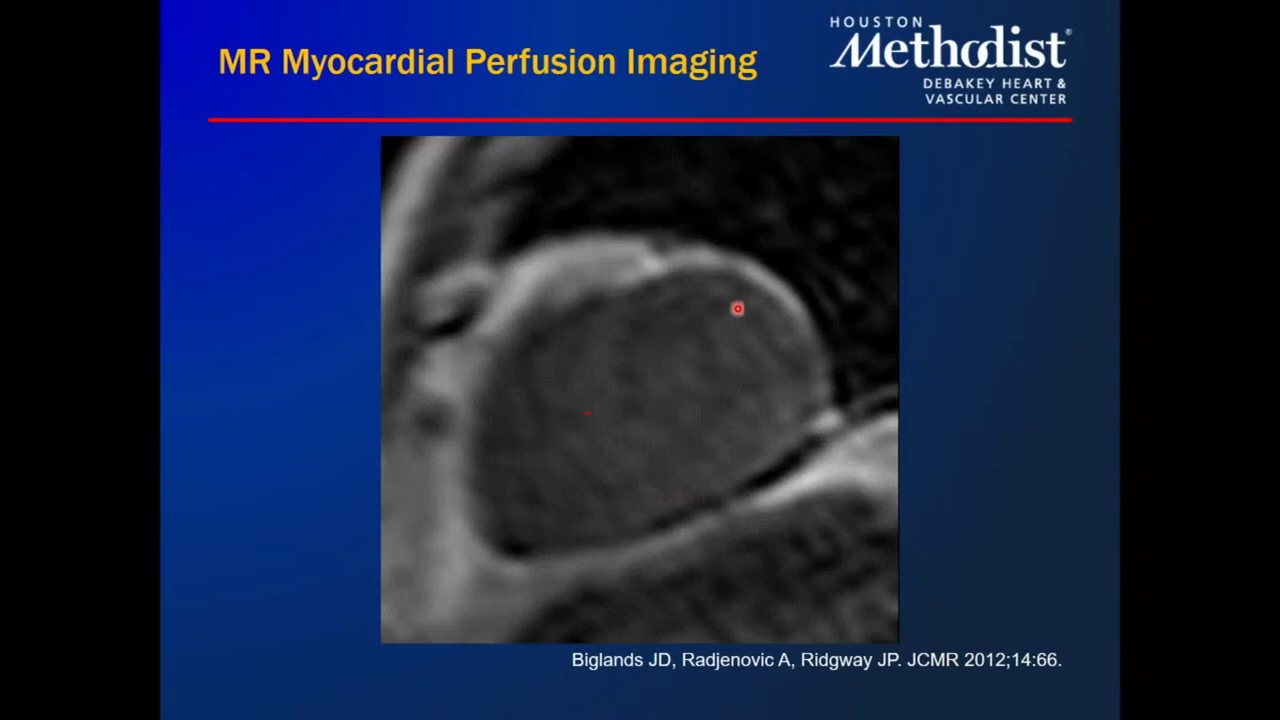 MR Myocardial Perfusion Imaging
HOUSTON
Methodist®
DEBAKEY HEART &
VASCULAR CENTER
Biglands JD, Radjenovic A, Ridgway JP. JCMR 2012;14:66.